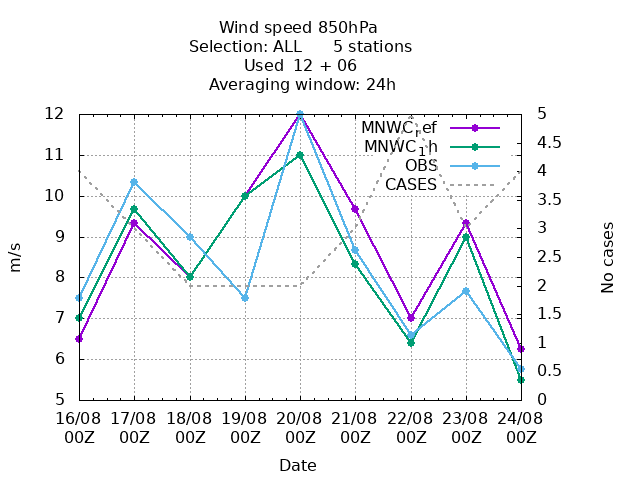 Wind speed 850hPa
Selection: ALL 5 stations
Used 12 + 06
Averaging window: 24h
12
11
10
9
8
7
6
5
m/s
5
4.5
4
3.5
3
2.5
2
1.5
1
0.5
0
No cases
MNWC_ref
MNWC_1h
OBS
CASES
16/08 17/08 18/08 19/08 20/08 21/08 22/08 23/08 24/08
00Z 00Z 00Z 00Z 00Z 00Z 00Z 00Z 00Z
Date